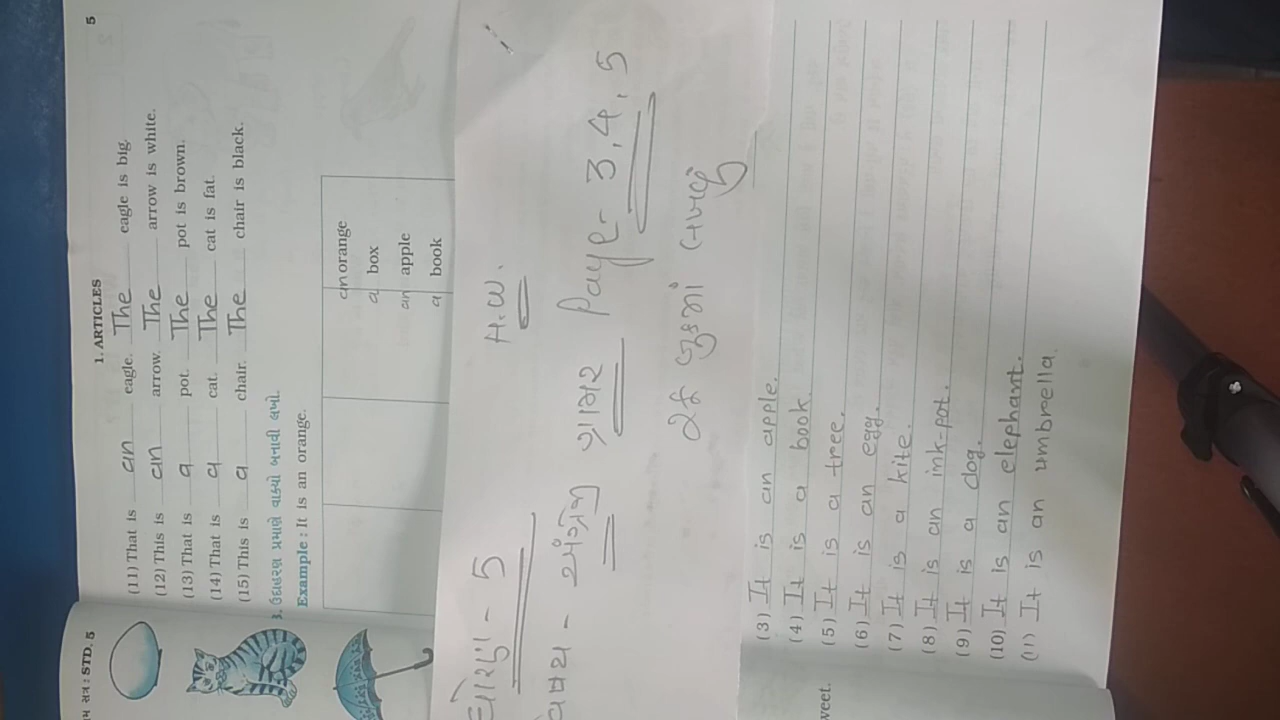 મ સત્ર : STD. 5
1. ARTICLES
5
(11) That is an eagle. The eagle is big.
(12) This is an arrow. The arrow is white.
(13) That is a pot. The pot is brown.
(14) That is a cat. The cat is fat.
(15) This is a chair. The chair is black.
3. ઉદાહરણ પ્રમાણે વાક્યો બનાવી લખો.
Example : It is an orange.
an orange
a box
an apple
a book
ધોરણ - 5 H.W.
વિષય - અંગ્રેજી ગ્રામર Page - 3, 4, 5
લખવું
(3) It is an apple.
(4) It is a book.
(5) It is a tree.
(6) It is an egg.
(7) It is a kite.
(8) It is an ink-pot.
(9) It is a dog.
(10) It is an elephant.
(11) It is an umbrella.
weet.